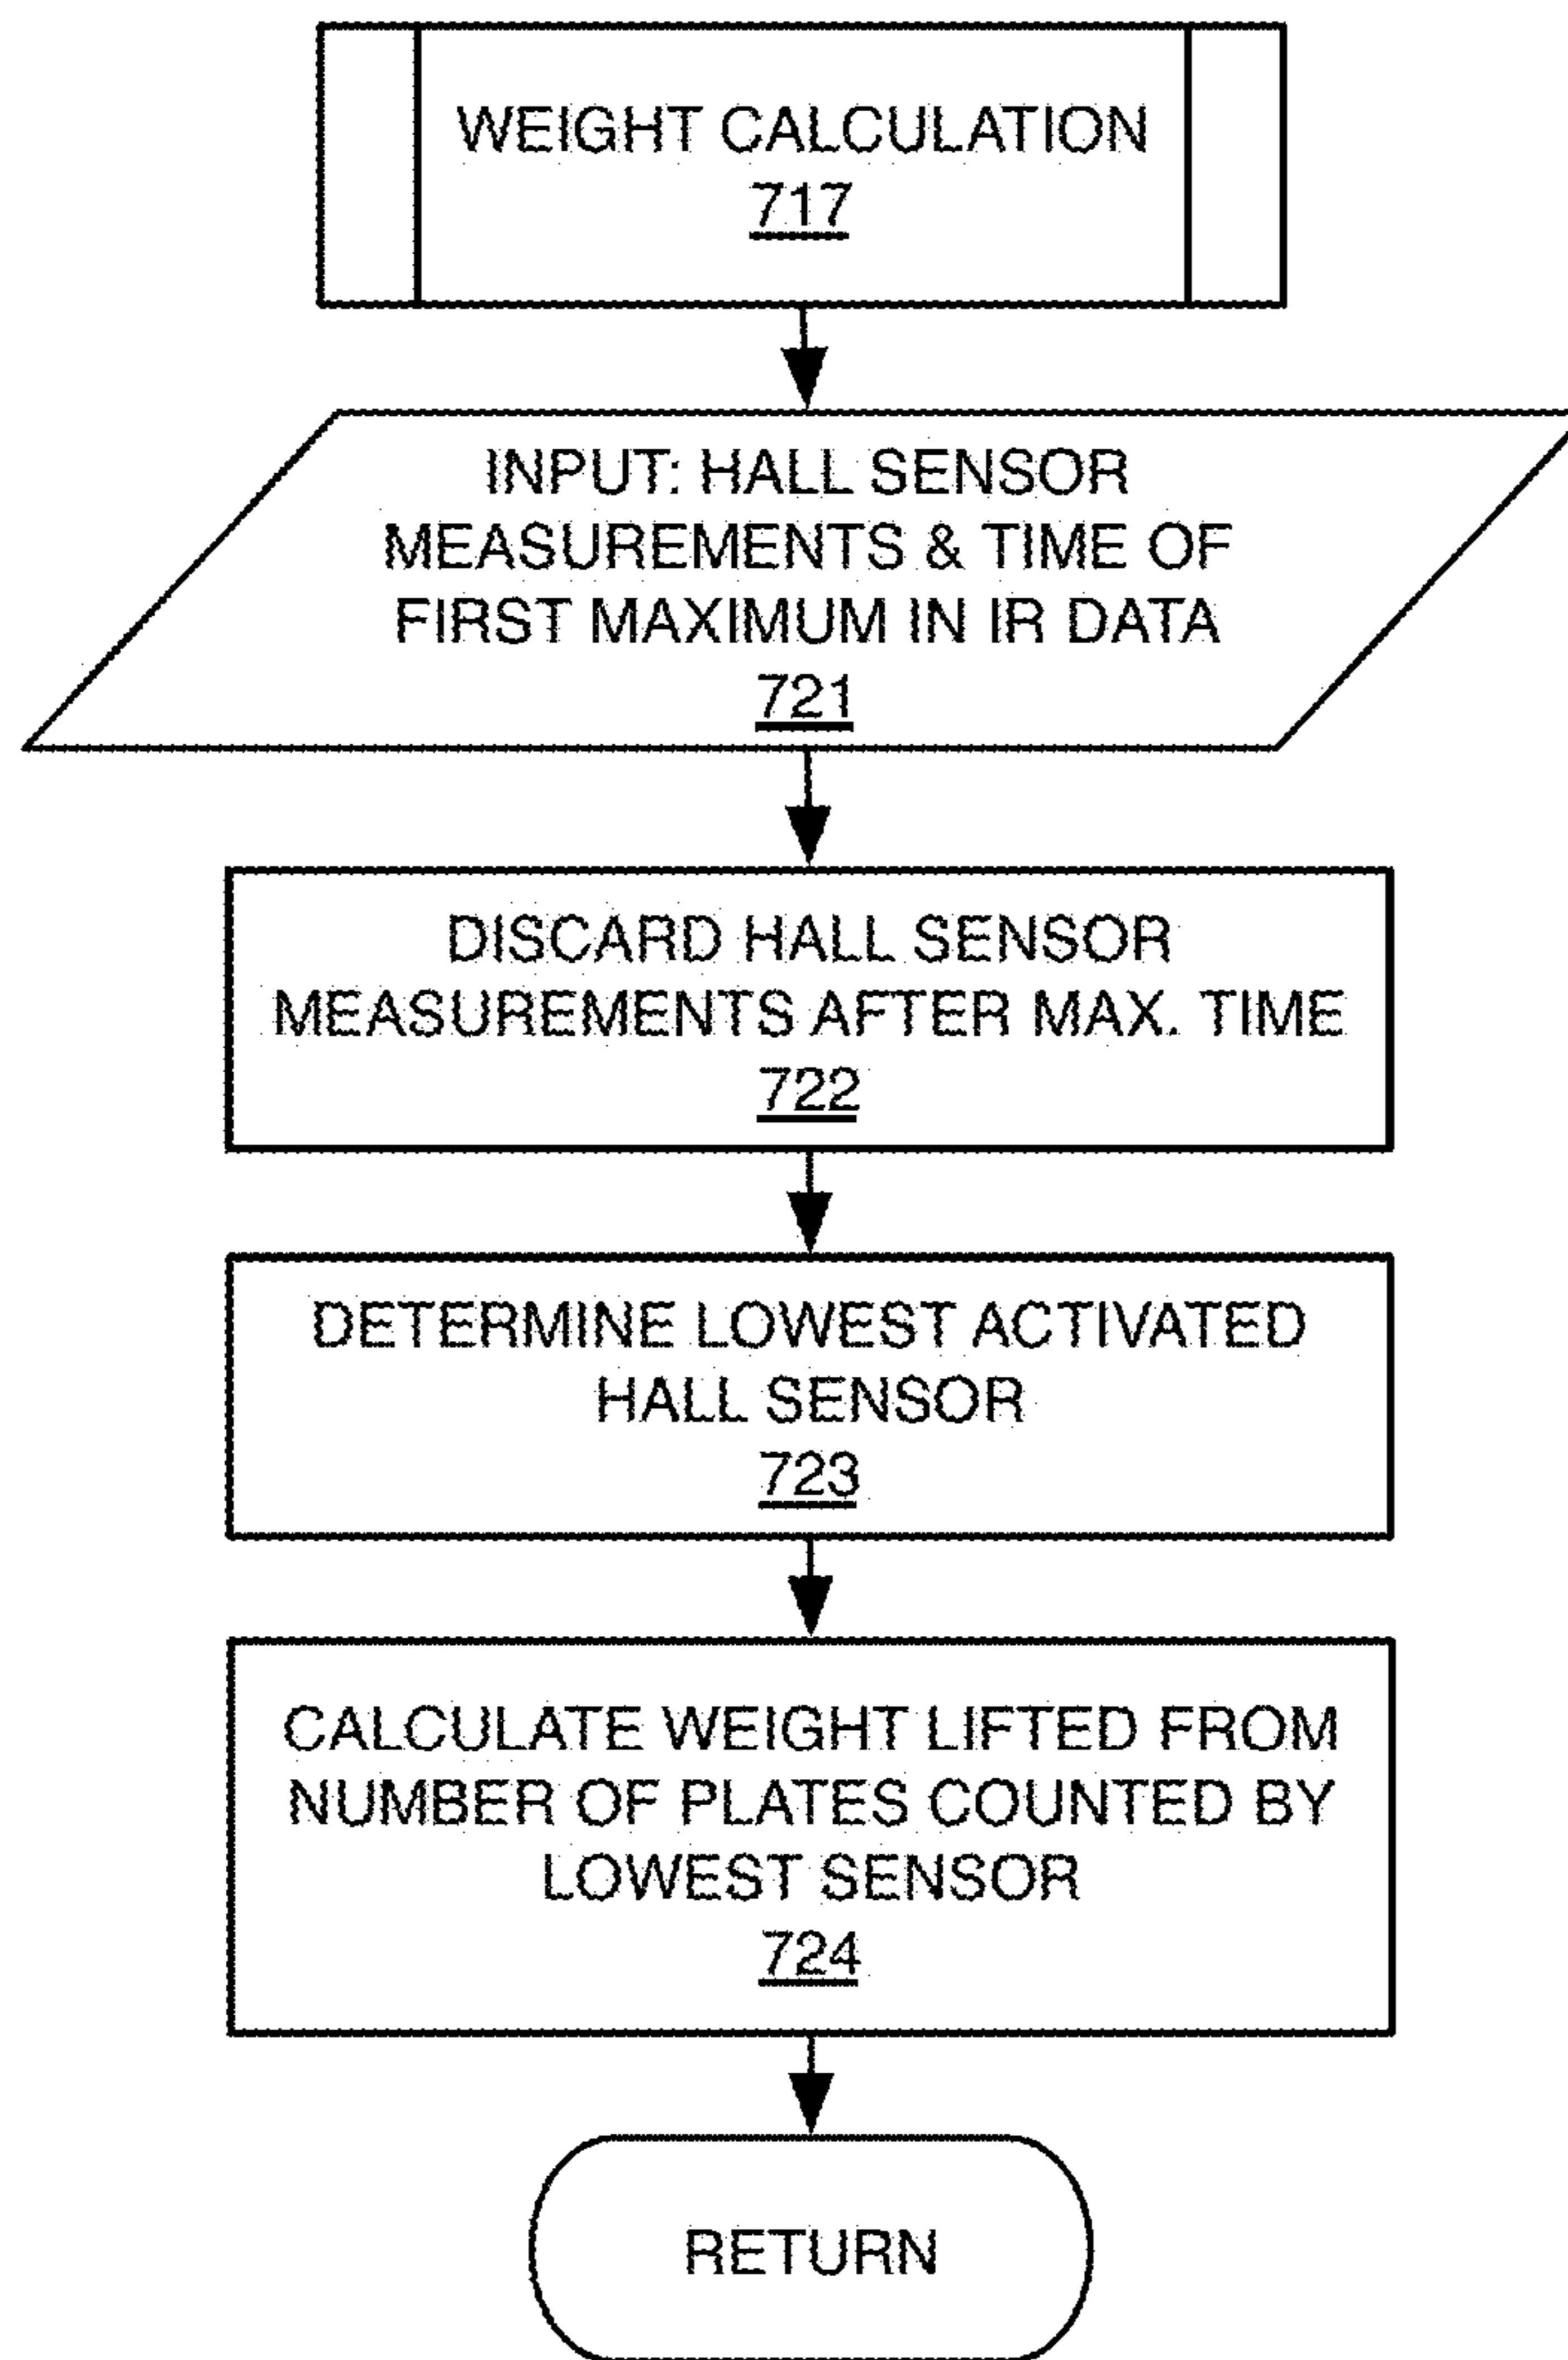 WEIGHT CALCULATION
717
INPUT: HALL SENSOR
MEASUREMENTS & TIME OF
FIRST MAXIMUM IN IR DATA
721
DISCARD HALL SENSOR
MEASUREMENTS AFTER MAX. TIME
722
DETERMINE LOWEST ACTIVATED
HALL SENSOR
723
CALCULATE WEIGHT LIFTED FROM
NUMBER OF PLATES COUNTED BY
LOWEST SENSOR
724
RETURN